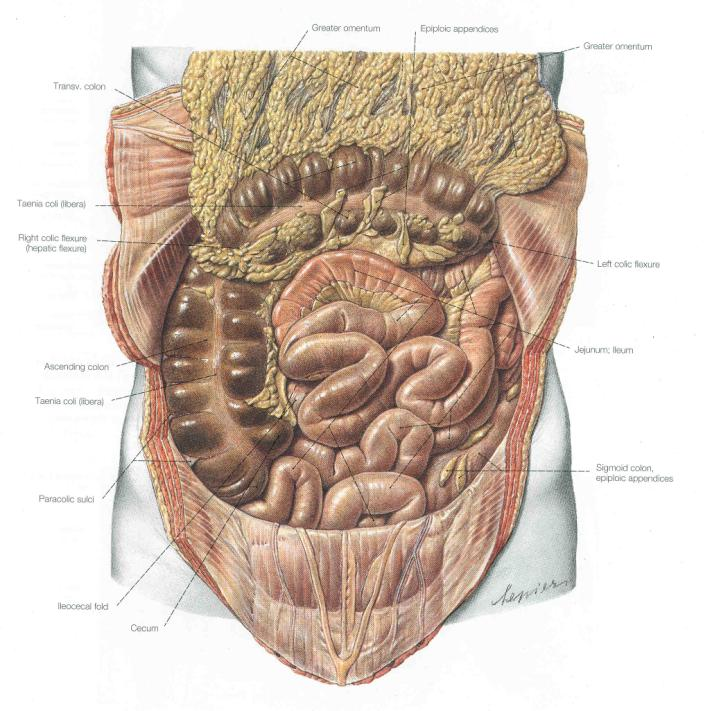 Greater omentum
Epiploic appendices
Greater omentum
Transv. colon
Taenia coli (libera)
Right colic flexure
(hepatic flexure)
Left colic flexure
Jejunum; Ileum
Ascending colon
Taenia coli (libera)
Sigmoid colon,
epiploic appendices
Paracolic sulci
Ileocecal fold
Cecum
Lepier